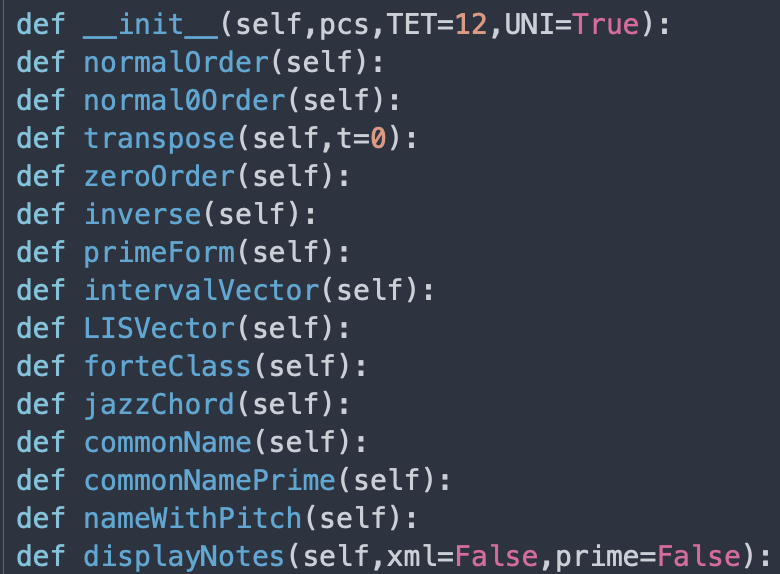 def __init__(self,pcs,TET=12,UNI=True):
def normalOrder(self):
def normal0Order(self):
def transpose(self,t=0):
def zeroOrder(self):
def inverse(self):
def primeForm(self):
def intervalVector(self):
def LISVector(self):
def forteClass(self):
def jazzChord(self):
def commonName(self):
def commonNamePrime(self):
def nameWithPitch(self):
def displayNotes(self,xml=False,prime=False):